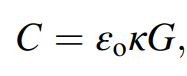 C = ε₀κG,